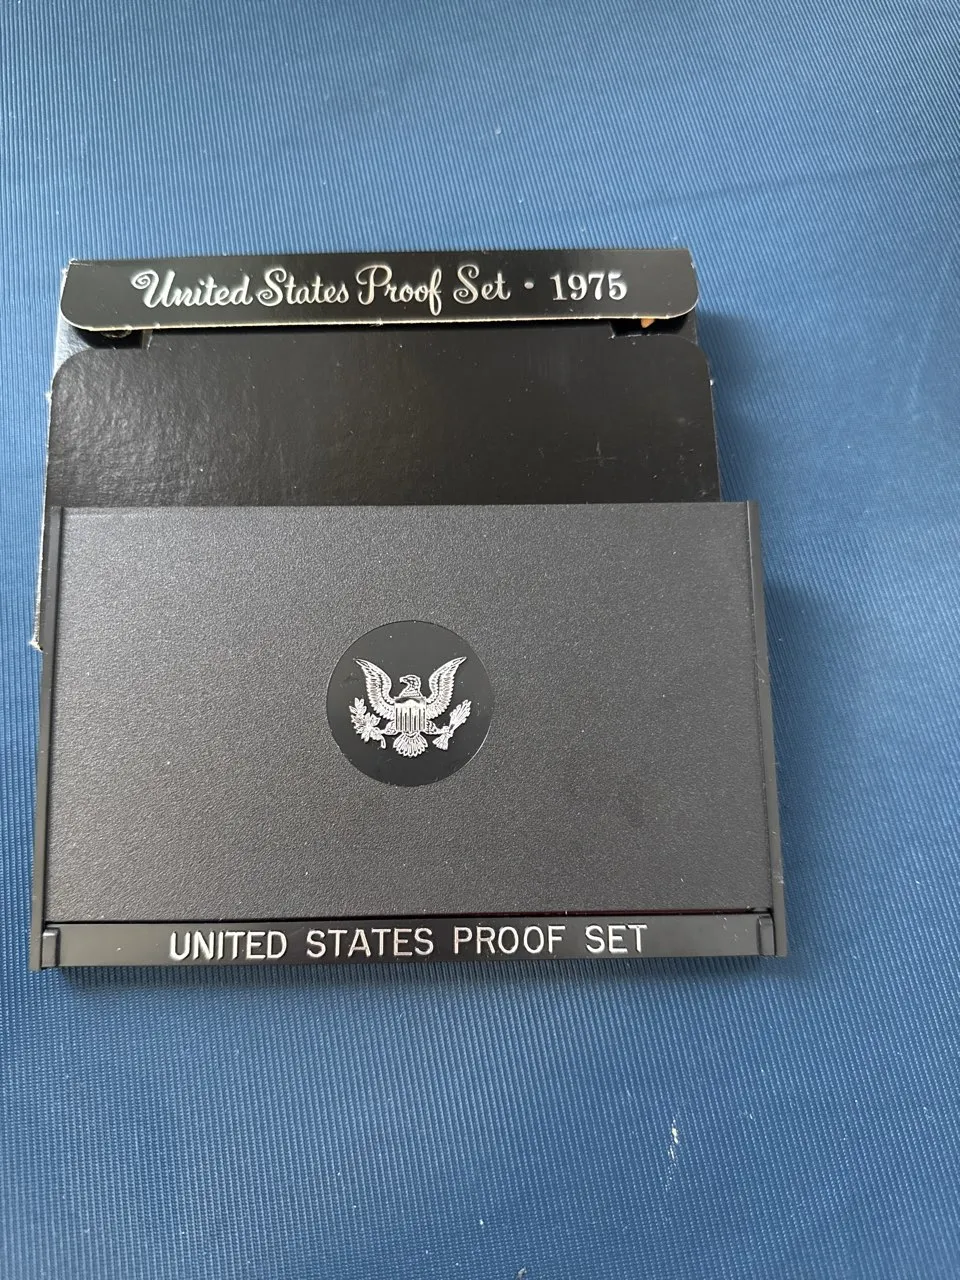 United States Proof Set • 1975
UNITED STATES PROOF SET